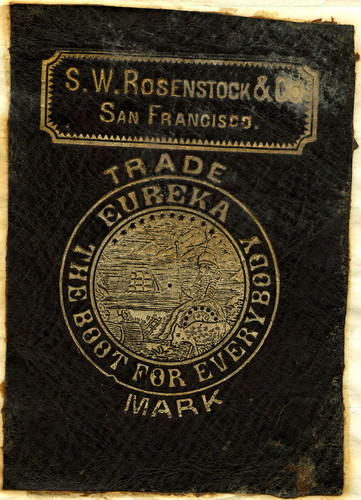 S. W. ROSENSTOCK & Co.
SAN FRANCISCO.
TRADE
EUREKA
THE BOOT FOR EVERYBODY
MARK